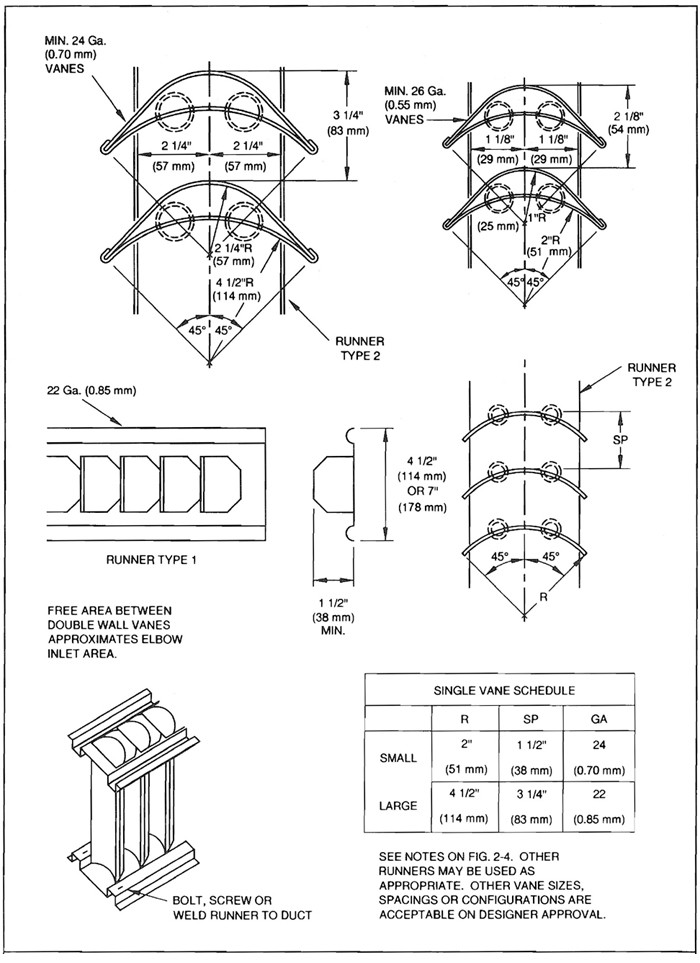 MIN. 24 Ga.
(0.70 mm)
VANES
3 1/4"
(83 mm)
2 1/4"
2 1/4"
(57 mm)
(57 mm)
2 1/4"R
(57 mm)
4 1/2"R
(114 mm)
45°
45°
RUNNER
TYPE 2
MIN. 26 Ga.
(0.55 mm)
VANES
2 1/8"
(54 mm)
1 1/8"
1 1/8"
(29 mm)
(29 mm)
1"R
(25 mm)
2"R
(51 mm)
45°
45°
22 Ga. (0.85 mm)
RUNNER TYPE 1
4 1/2"
(114 mm)
OR 7"
(178 mm)
1 1/2"
(38 mm)
MIN.
RUNNER
TYPE 2
SP
45°
45°
R
FREE AREA BETWEEN
DOUBLE WALL VANES
APPROXIMATES ELBOW
INLET AREA.
BOLT, SCREW OR
WELD RUNNER TO DUCT
SINGLE VANE SCHEDULE
R SP GA
SMALL 2" 1 1/2" 24
(51 mm) (38 mm) (0.70 mm)
LARGE 4 1/2" 3 1/4" 22
(114 mm) (83 mm) (0.85 mm)
SEE NOTES ON FIG. 2-4. OTHER
RUNNERS MAY BE USED AS
APPROPRIATE. OTHER VANE SIZES,
SPACINGS OR CONFIGURATIONS ARE
ACCEPTABLE ON DESIGNER APPROVAL.